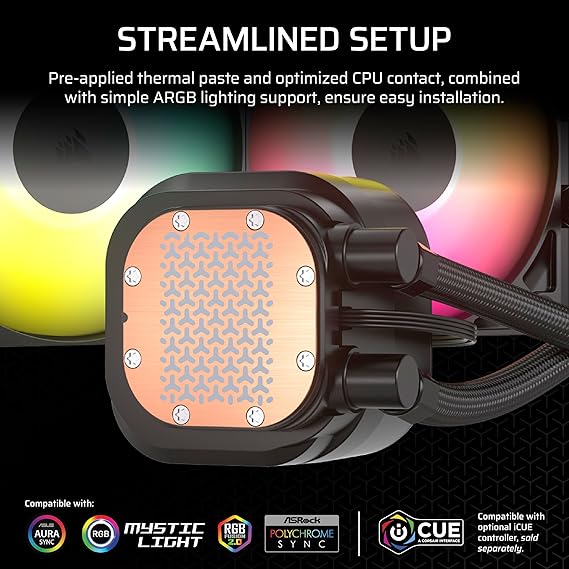 STREAMLINED SETUP
Pre-applied thermal paste and optimized CPU contact, combined
with simple ARGB lighting support, ensure easy installation.
Compatible with:
ASUS
AURA
SYNC
RGB
MYSTIC
LIGHT
RGB
FUSION
2.0
ASRock
POLYCHROME
SYNC
iCUE
A CORSAIR INTERFACE
Compatible with
optional iCUE
controller, sold
separately.